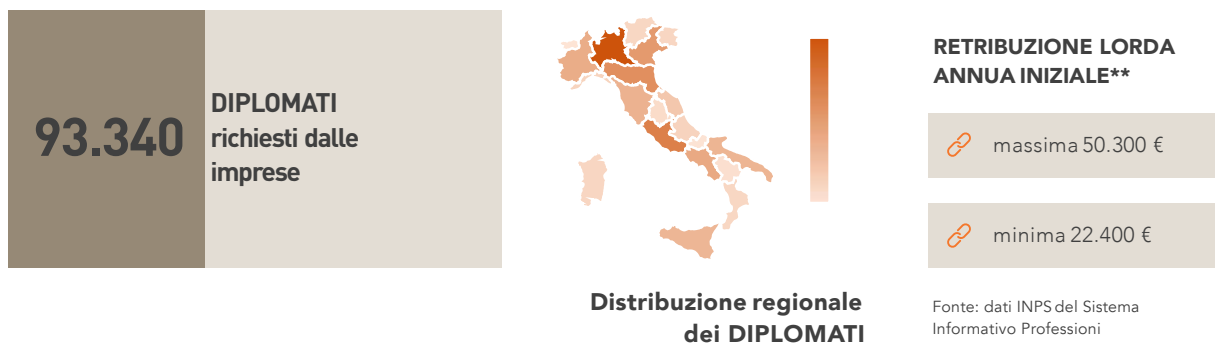 93.340
DIPLOMATI
richiesti dalle
imprese
Distribuzione regionale
dei DIPLOMATI
RETRIBUZIONE LORDA
ANNUA INIZIALE**
massima 50.300 €
minima 22.400 €
Fonte: dati INPS del Sistema
Informativo Professioni